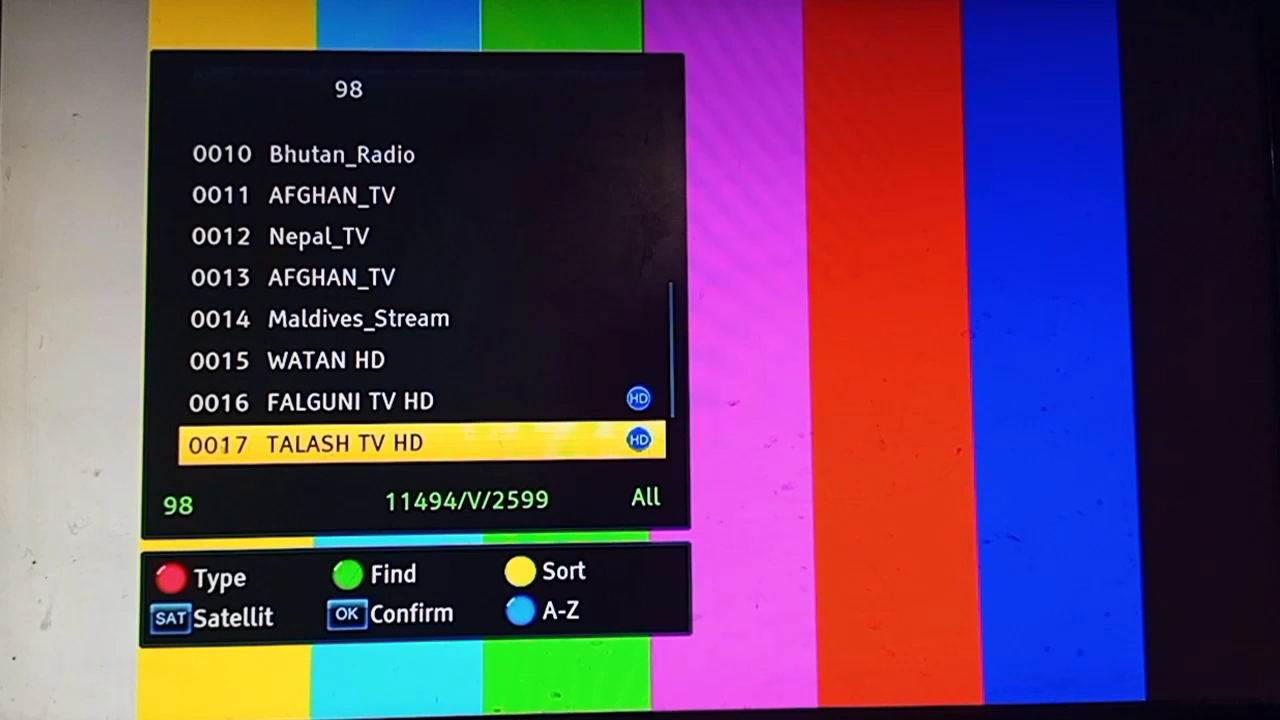 98
0010 Bhutan_Radio
0011 AFGHAN_TV
0012 Nepal_TV
0013 AFGHAN_TV
0014 Maldives_Stream
0015 WATAN HD
0016 FALGUNI TV HD HD
0017 TALASH TV HD HD
98 11494/V/2599 All
Type Find Sort
SAT Satellit OK Confirm A-Z